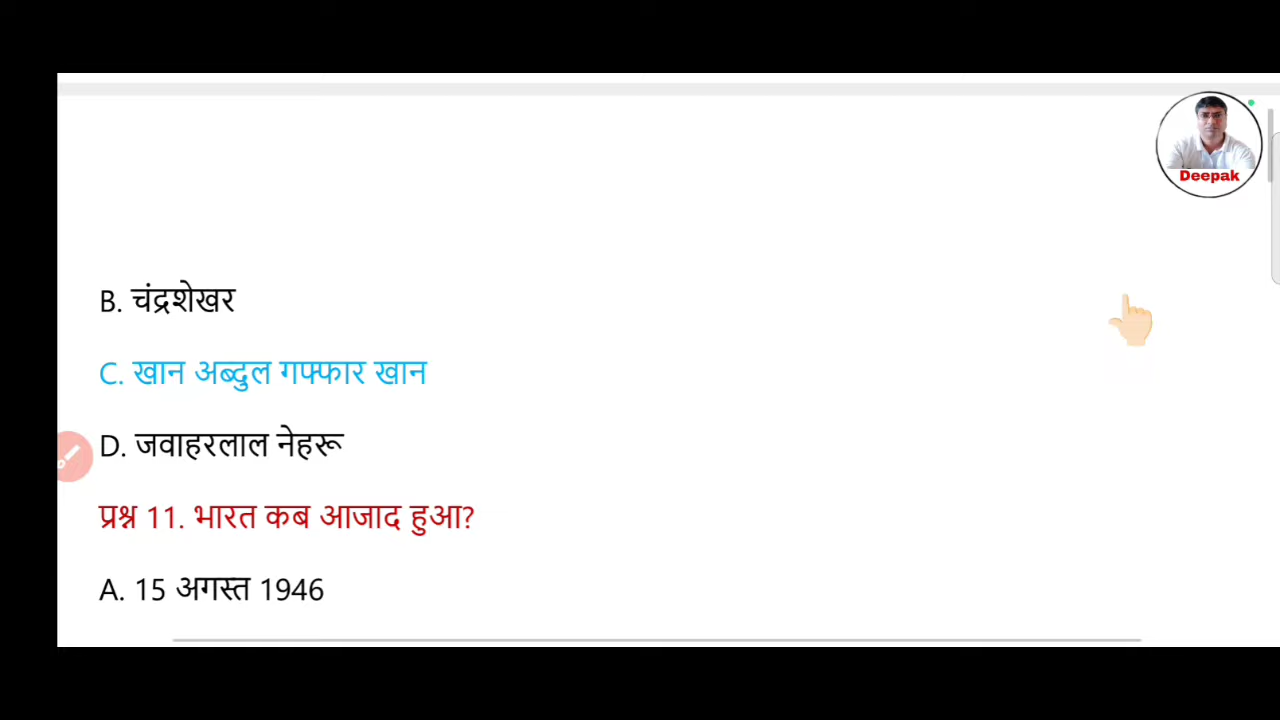 Deepak
B. चंद्रशेखर
C. खान अब्दुल गफ्फार खान
D. जवाहरलाल नेहरू
प्रश्न 11. भारत कब आजाद हुआ?
A. 15 अगस्त 1946